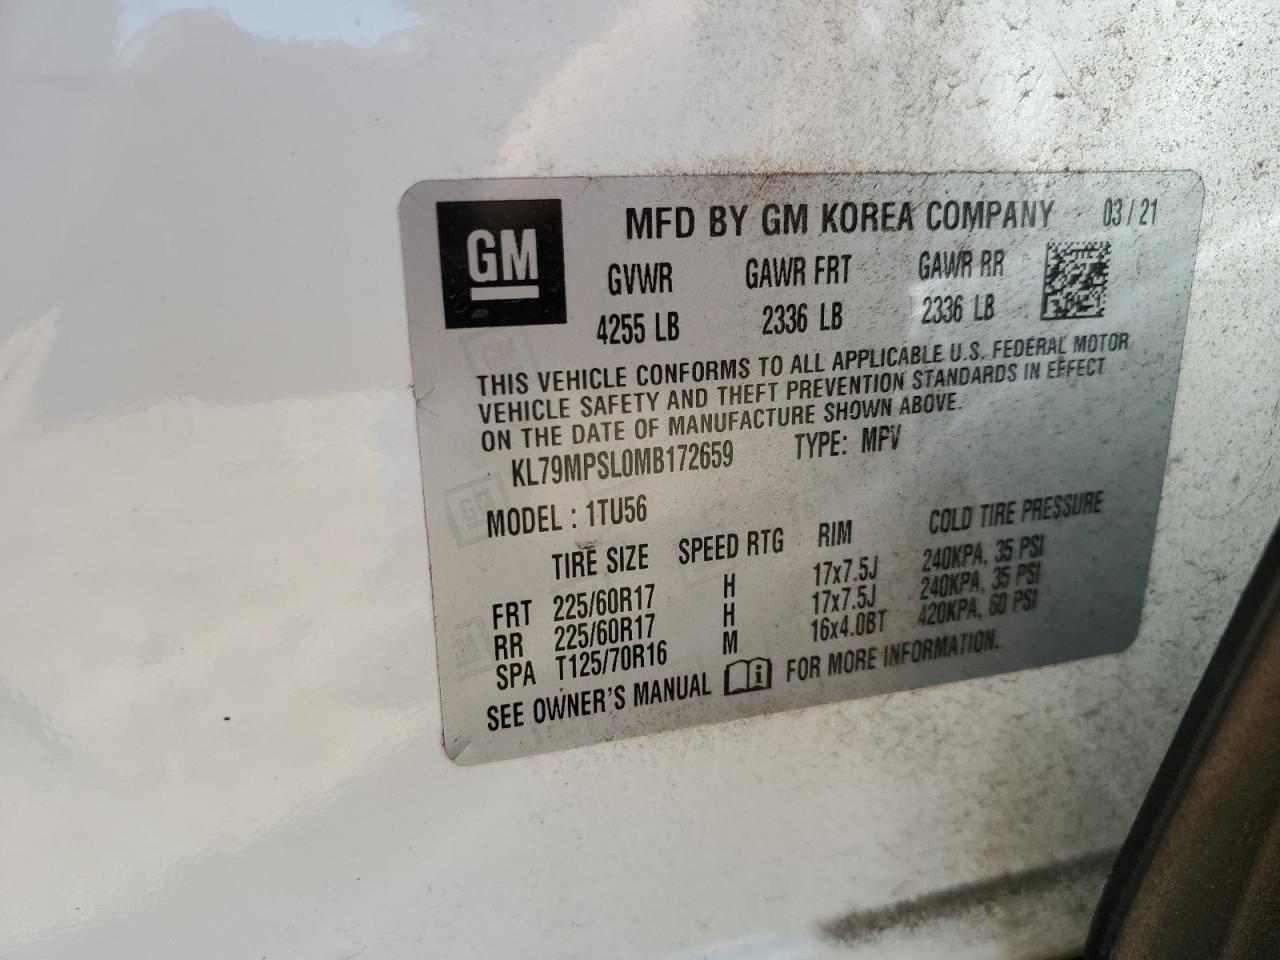 GM
MFD BY GM KOREA COMPANY 03/21
GVWR GAWR FRT GAWR RR
4255 LB 2336 LB 2336 LB
THIS VEHICLE CONFORMS TO ALL APPLICABLE U.S. FEDERAL MOTOR
VEHICLE SAFETY AND THEFT PREVENTION STANDARDS IN EFFECT
ON THE DATE OF MANUFACTURE SHOWN ABOVE.
KL79MPSL0MB172659 TYPE: MPV
MODEL : 1TU56
TIRE SIZE SPEED RTG RIM COLD TIRE PRESSURE
FRT 225/60R17 H 17x7.5J 240KPA, 35 PSI
RR 225/60R17 H 17x7.5J 240KPA, 35 PSI
SPA T125/70R16 M 16x4.0BT 420KPA, 60 PSI
SEE OWNER'S MANUAL FOR MORE INFORMATION.